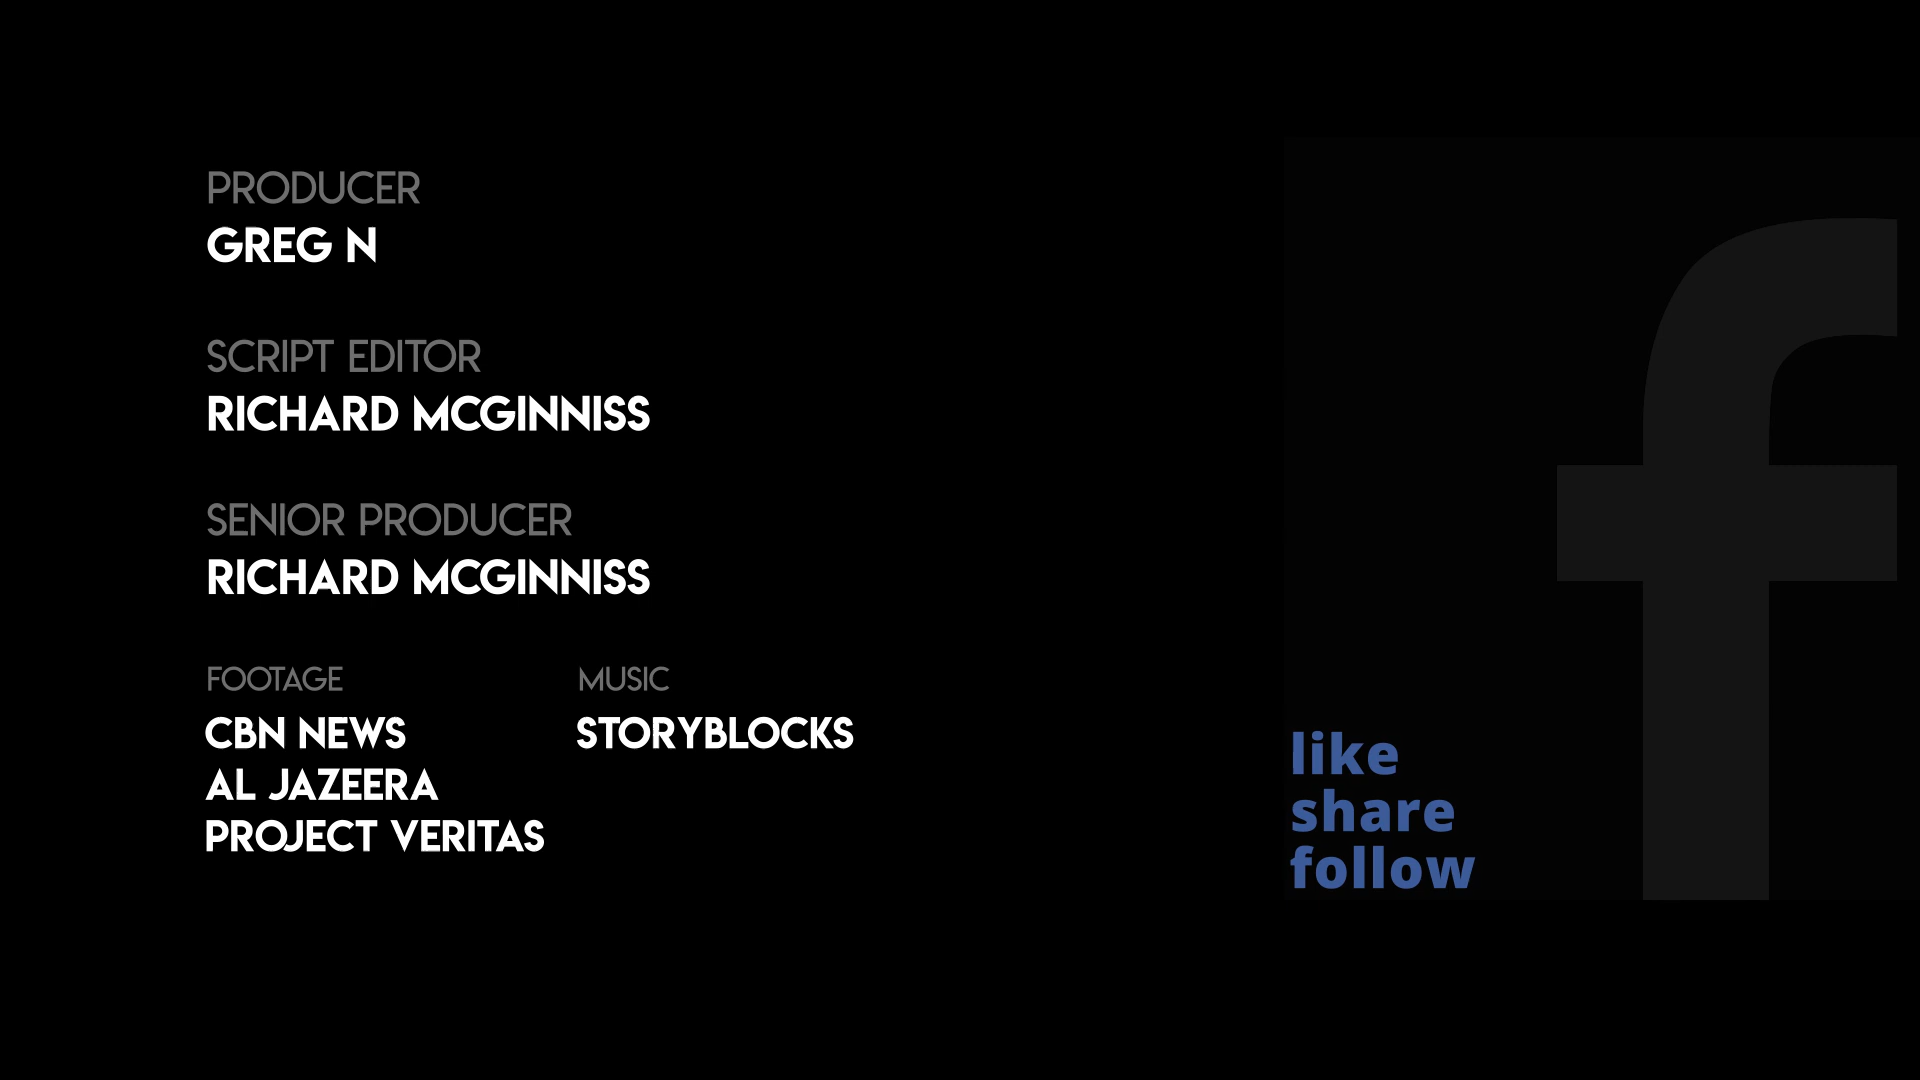 PRODUCER
GREG N
SCRIPT EDITOR
RICHARD MCGINNISS
SENIOR PRODUCER
RICHARD MCGINNISS
FOOTAGE
CBN NEWS
AL JAZEERA
PROJECT VERITAS
MUSIC
STORYBLOCKS
like
share
follow
f